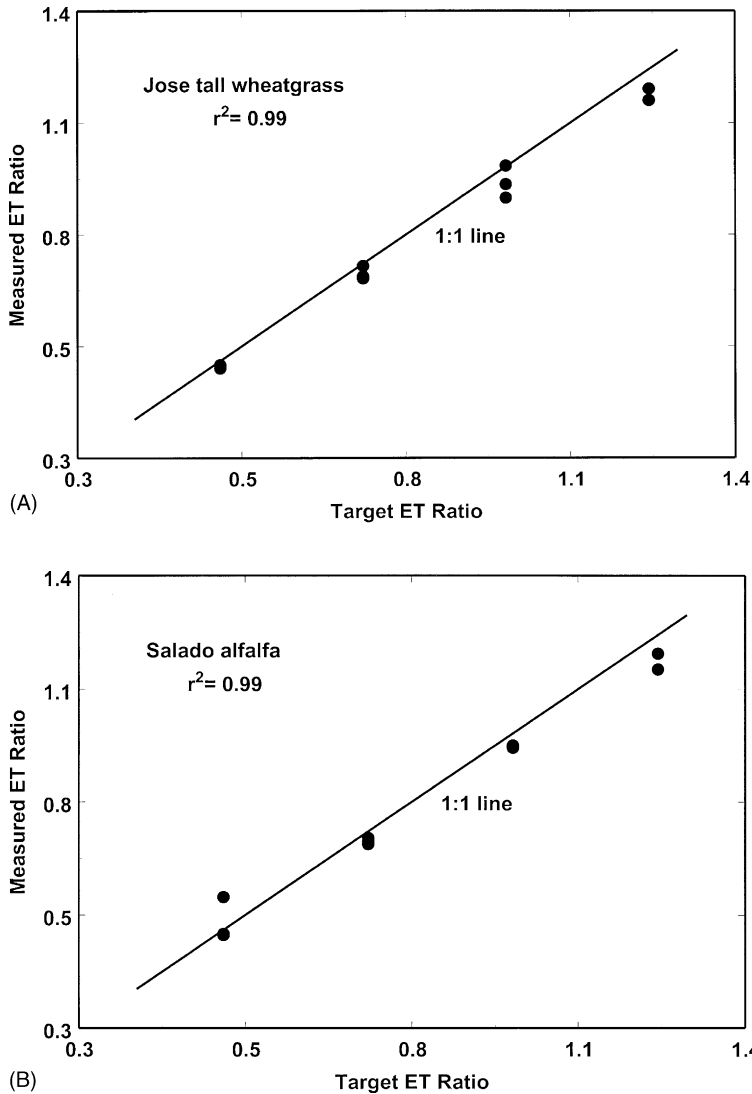 1.4
Jose tall wheatgrass
r²= 0.99
1.1
Measured ET Ratio
0.8
1:1 line
0.5
0.3
0.3 0.5 0.8 1.1 1.4
(A)
Target ET Ratio
1.4
Salado alfalfa
r²= 0.99
1.1
Measured ET Ratio
0.8
1:1 line
0.5
0.3
0.3 0.5 0.8 1.1 1.4
(B)
Target ET Ratio